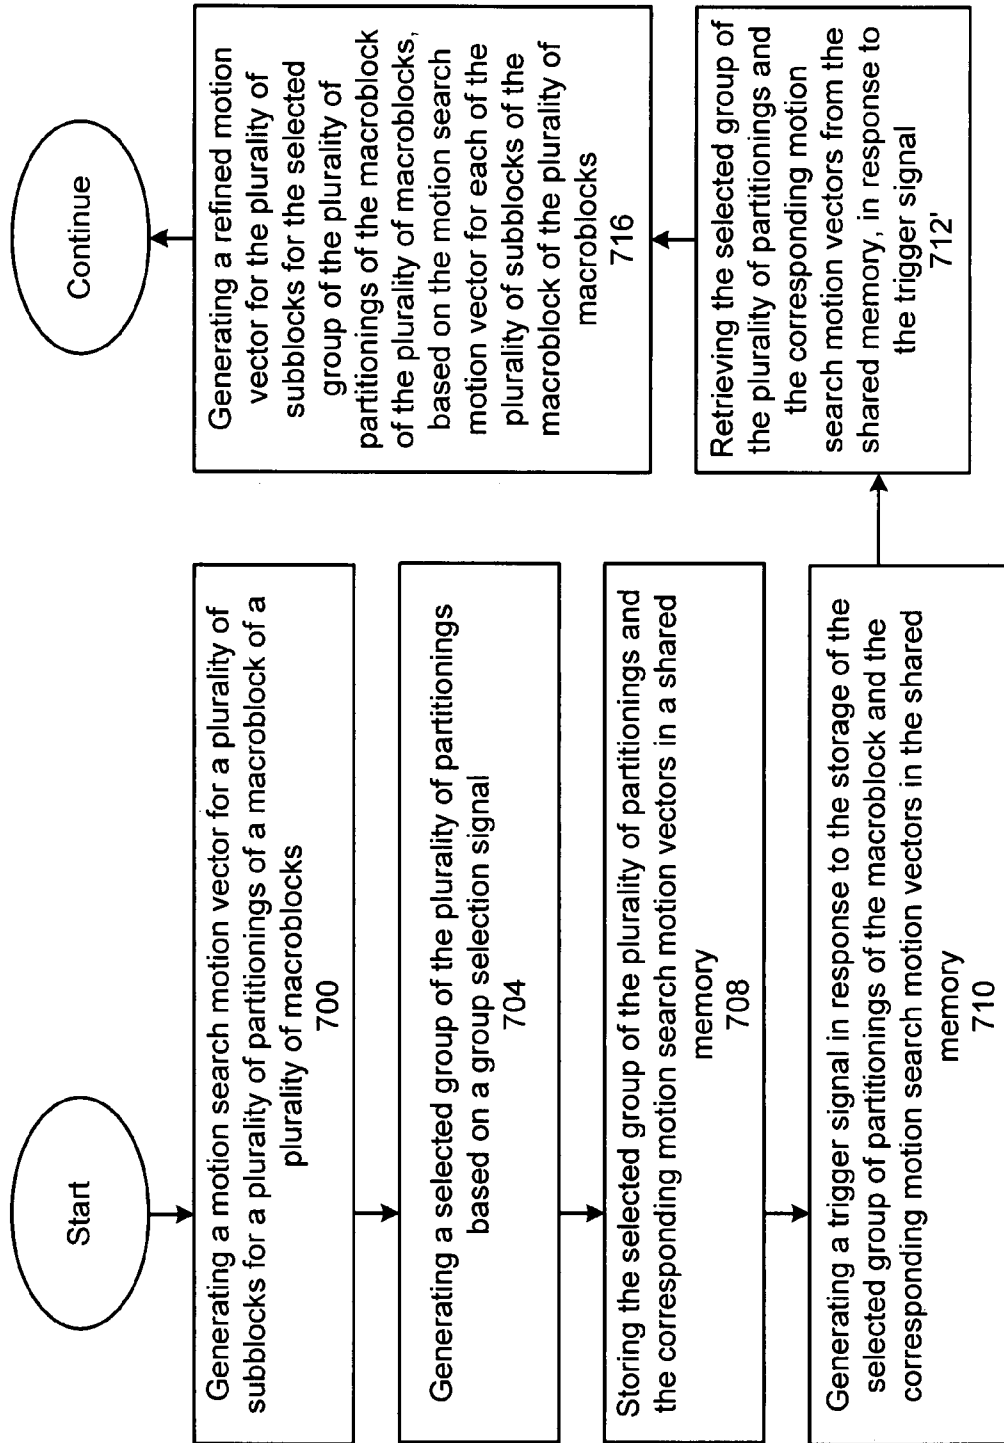 Start
Generating a motion search motion vector for a plurality of
subblocks for a plurality of partitionings of a macroblock of a
plurality of macroblocks
700
Generating a selected group of the plurality of partitionings
based on a group selection signal
704
Storing the selected group of the plurality of partitionings and
the corresponding motion search motion vectors in a shared
memory
708
Generating a trigger signal in response to the storage of the
selected group of partitionings of the macroblock and the
corresponding motion search motion vectors in the shared
memory
710
Retrieving the selected group of
the plurality of partitionings and
the corresponding motion
search motion vectors from the
shared memory, in response to
the trigger signal
712'
Generating a refined motion
vector for the plurality of
subblocks for the selected
group of the plurality of
partitionings of the macroblock
of the plurality of macroblocks,
based on the motion search
motion vector for each of the
plurality of subblocks of the
macroblock of the plurality of
macroblocks
716
Continue